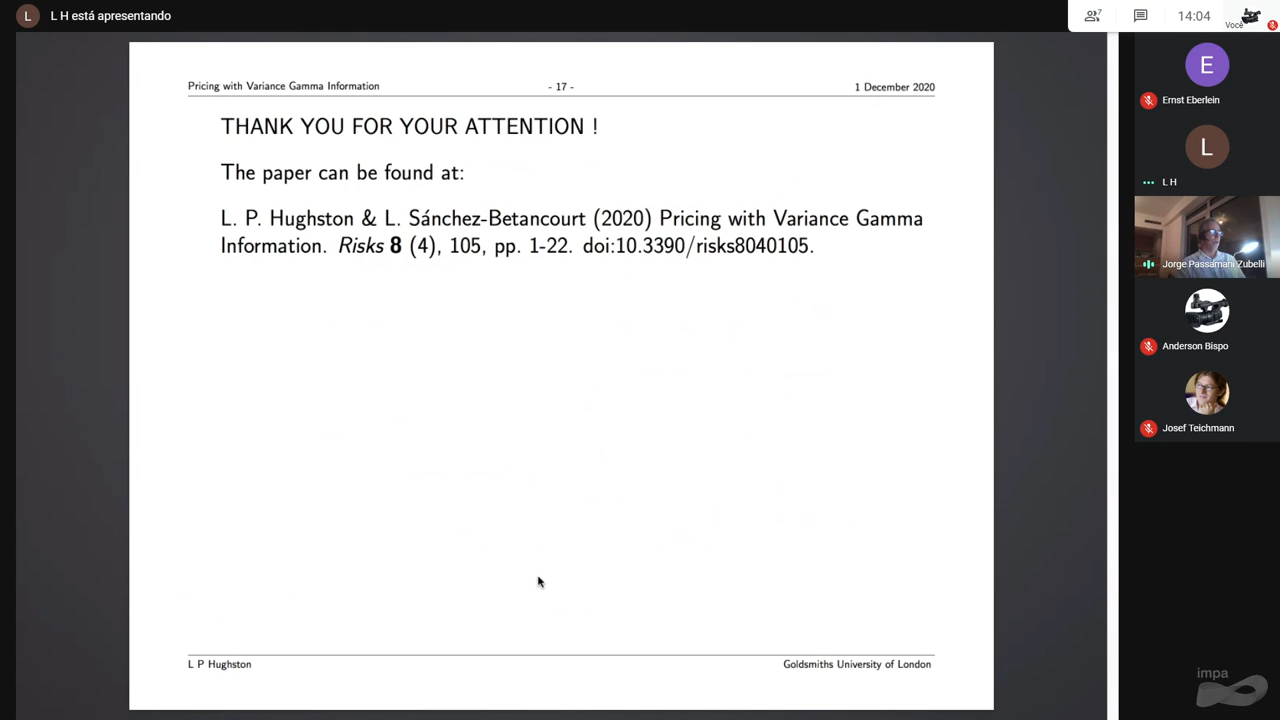 L
L H está apresentando
7
14:04
Você
Pricing with Variance Gamma Information
- 17 -
1 December 2020
THANK YOU FOR YOUR ATTENTION !
The paper can be found at:
L. P. Hughston & L. Sánchez-Betancourt (2020) Pricing with Variance Gamma
Information. Risks 8 (4), 105, pp. 1-22. doi:10.3390/risks8040105.
L P Hughston
Goldsmiths University of London
E
Ernst Eberlein
L
L H
Jorge Passamani Zubelli
Anderson Bispo
Josef Teichmann
impa